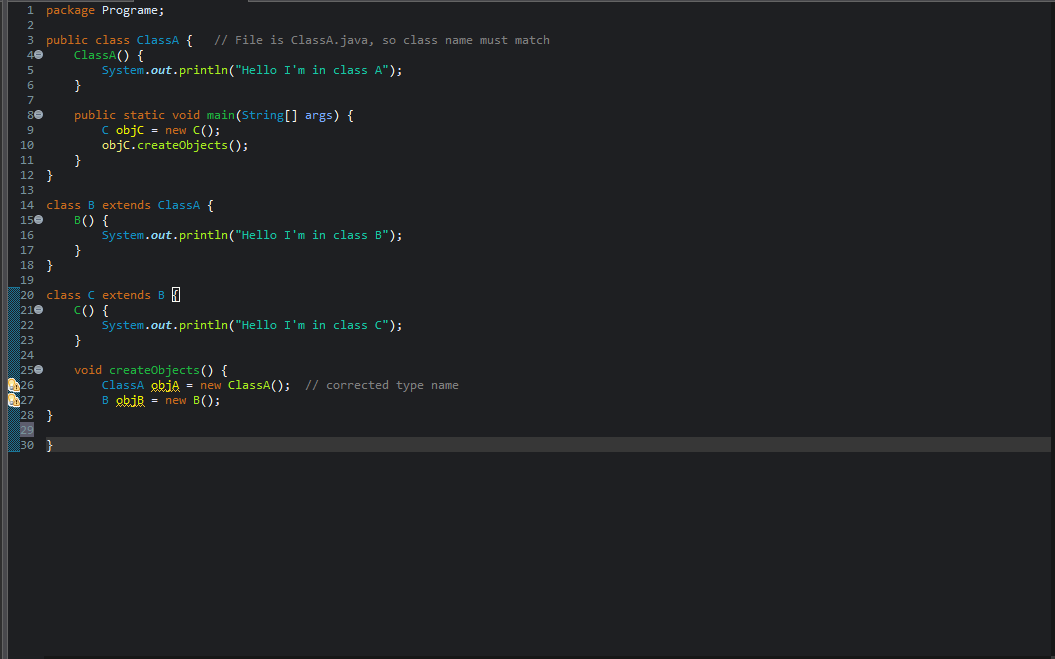 1 package Programe;
2
3 public class ClassA {   // File is ClassA.java, so class name must match
4     ClassA() {
5         System.out.println("Hello I'm in class A");
6     }
7
8     public static void main(String[] args) {
9         C objC = new C();
10         objC.createObjects();
11     }
12 }
13
14 class B extends ClassA {
15     B() {
16         System.out.println("Hello I'm in class B");
17     }
18 }
19
20 class C extends B {
21     C() {
22         System.out.println("Hello I'm in class C");
23     }
24
25     void createObjects() {
26         ClassA objA = new ClassA();  // corrected type name
27         B objB = new B();
28 }
29
30 }